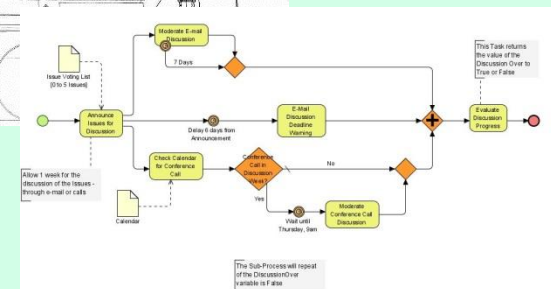 Moderate E-mail
Discussion
7 Days
This Task returns
the value of the
Discussion Over to
True or False
Issue Voting List
[0 to 5 Issues]
Announce
Issues for
Discussion
Delay 6 days from
Announcement
E-Mail
Discussion
Deadline
Warning
Evaluate
Discussion
Progress
Check Calendar
for Conference
Call
Conference
Call in
Discussion
Week?
No
Yes
Allow 1 week for the
discussion of the Issues -
through e-mail or calls
Calendar
Wait until
Thursday, 9am
Moderate
Conference Call
Discussion
The Sub-Process will repeat
of the DiscussionOver
variable is False